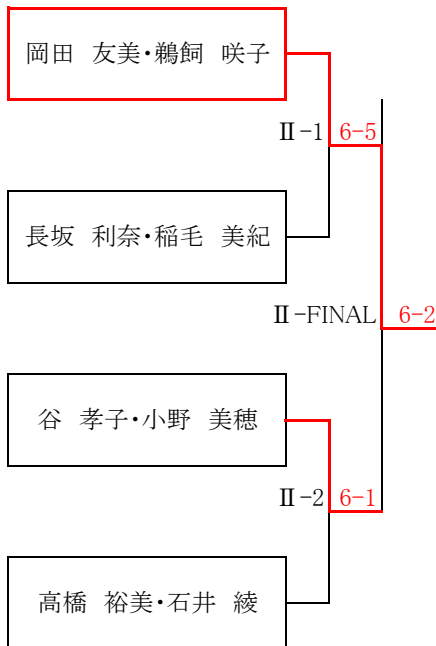 岡田 友美・鵜飼 咲子
Ⅱ-1 6-5
長坂 利奈・稲毛 美紀
Ⅱ-FINAL 6-2
谷 孝子・小野 美穂
Ⅱ-2 6-1
高橋 裕美・石井 綾